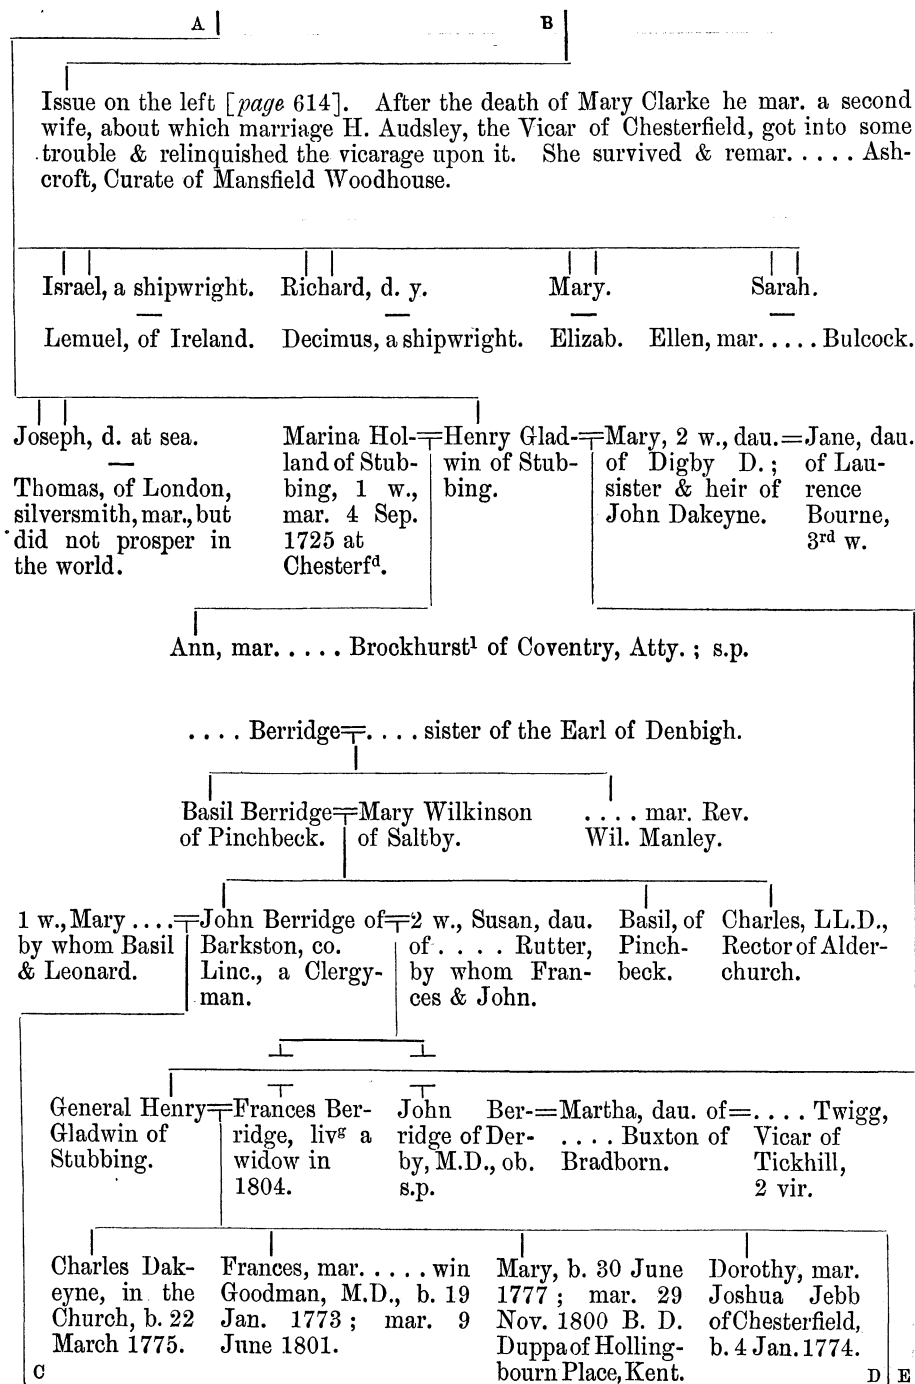 A B
Issue on the left [page 614]. After the death of Mary Clarke he mar. a second
wife, about which marriage H. Audsley, the Vicar of Chesterfield, got into some
trouble & relinquished the vicarage upon it. She survived & remar. . . . . Ash-
croft, Curate of Mansfield Woodhouse.
Israel, a shipwright. Richard, d. y. Mary. Sarah.
Lemuel, of Ireland. Decimus, a shipwright. Elizab. Ellen, mar. . . . . Bulcock.
Joseph, d. at sea.
Thomas, of London,
silversmith, mar., but
did not prosper in
the world.
Marina Hol-
land of Stub-
bing, 1 w.,
mar. 4 Sep.
1725 at
Chesterfd.
Henry Glad-
win of Stub-
bing.
Mary, 2 w., dau.
of Digby D.;
sister & heir of
John Dakeyne.
=Jane, dau.
of Lau-
rence
Bourne,
3rd w.
Ann, mar. . . . . Brockhurst1 of Coventry, Atty.; s.p.
. . . . Berridge . . . . sister of the Earl of Denbigh.
Basil Berridge
of Pinchbeck.
Mary Wilkinson
of Saltby.
. . . . mar. Rev.
Wil. Manley.
1 w., Mary . . . .
by whom Basil
& Leonard.
John Berridge of
Barkston, co.
Linc., a Clergy-
man.
2 w., Susan, dau.
of . . . . Rutter,
by whom Fran-
ces & John.
Basil, of
Pinch-
beck.
Charles, LL.D.,
Rector of Alder-
church.
General Henry
Gladwin of
Stubbing.
Frances Ber-
ridge, livg a
widow in
1804.
John Ber-
ridge of Der-
by, M.D., ob.
s.p.
=Martha, dau. of
. . . . Buxton of
Bradborn.
=. . . . Twigg,
Vicar of
Tickhill,
2 vir.
Charles Dak-
eyne, in the
Church, b. 22
March 1775.
Frances, mar. . . . . win
Goodman, M.D., b. 19
Jan. 1773; mar. 9
June 1801.
Mary, b. 30 June
1777; mar. 29
Nov. 1800 B. D.
Duppa of Holling-
bourn Place, Kent.
Dorothy, mar.
Joshua Jebb
of Chesterfield,
b. 4 Jan. 1774.
C D E